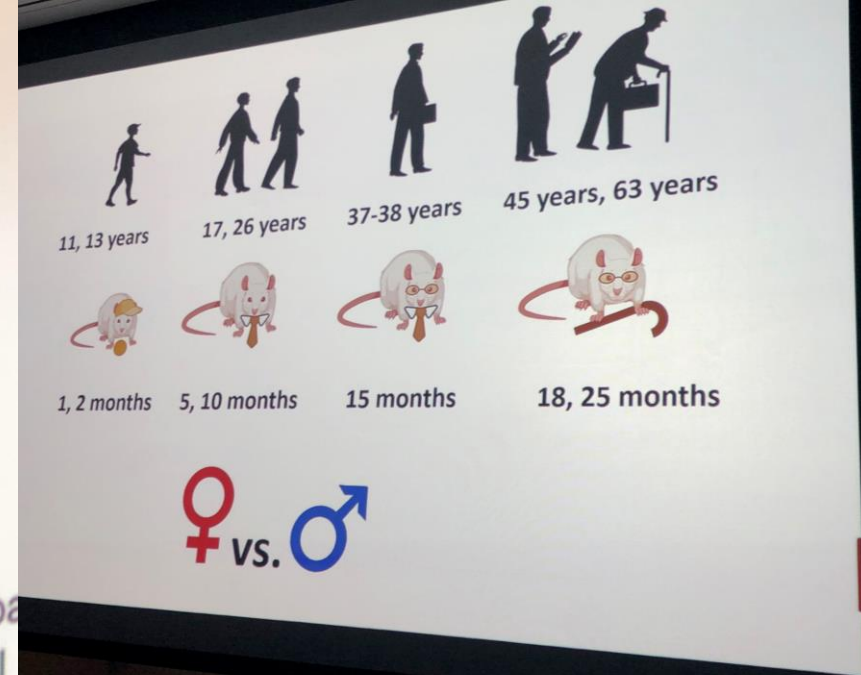 11, 13 years
17, 26 years
37-38 years
45 years, 63 years
1, 2 months
5, 10 months
15 months
18, 25 months
vs.